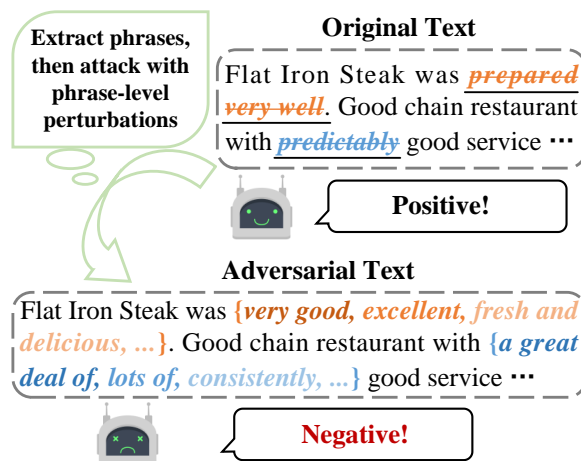 Extract phrases,
then attack with
phrase-level
perturbations
Original Text
Flat Iron Steak was prepared
very well. Good chain restaurant
with predictably good service ···
Positive!
Adversarial Text
Flat Iron Steak was {very good, excellent, fresh and
delicious, ...}. Good chain restaurant with {a great
deal of, lots of, consistently, ...} good service ···
Negative!